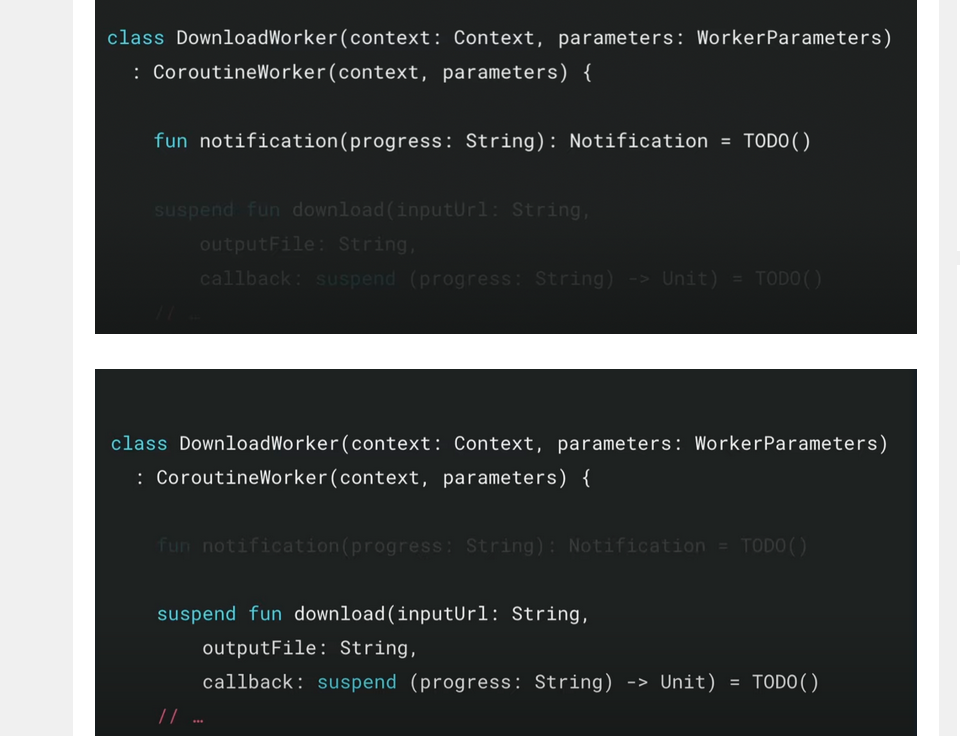 class DownloadWorker(context: Context, parameters: WorkerParameters)
: CoroutineWorker(context, parameters) {
fun notification(progress: String): Notification = TODO()
suspend fun download(inputUrl: String,
outputFile: String,
callback: suspend (progress: String) -> Unit) = TODO()
// …
class DownloadWorker(context: Context, parameters: WorkerParameters)
: CoroutineWorker(context, parameters) {
fun notification(progress: String): Notification = TODO()
suspend fun download(inputUrl: String,
outputFile: String,
callback: suspend (progress: String) -> Unit) = TODO()
// …